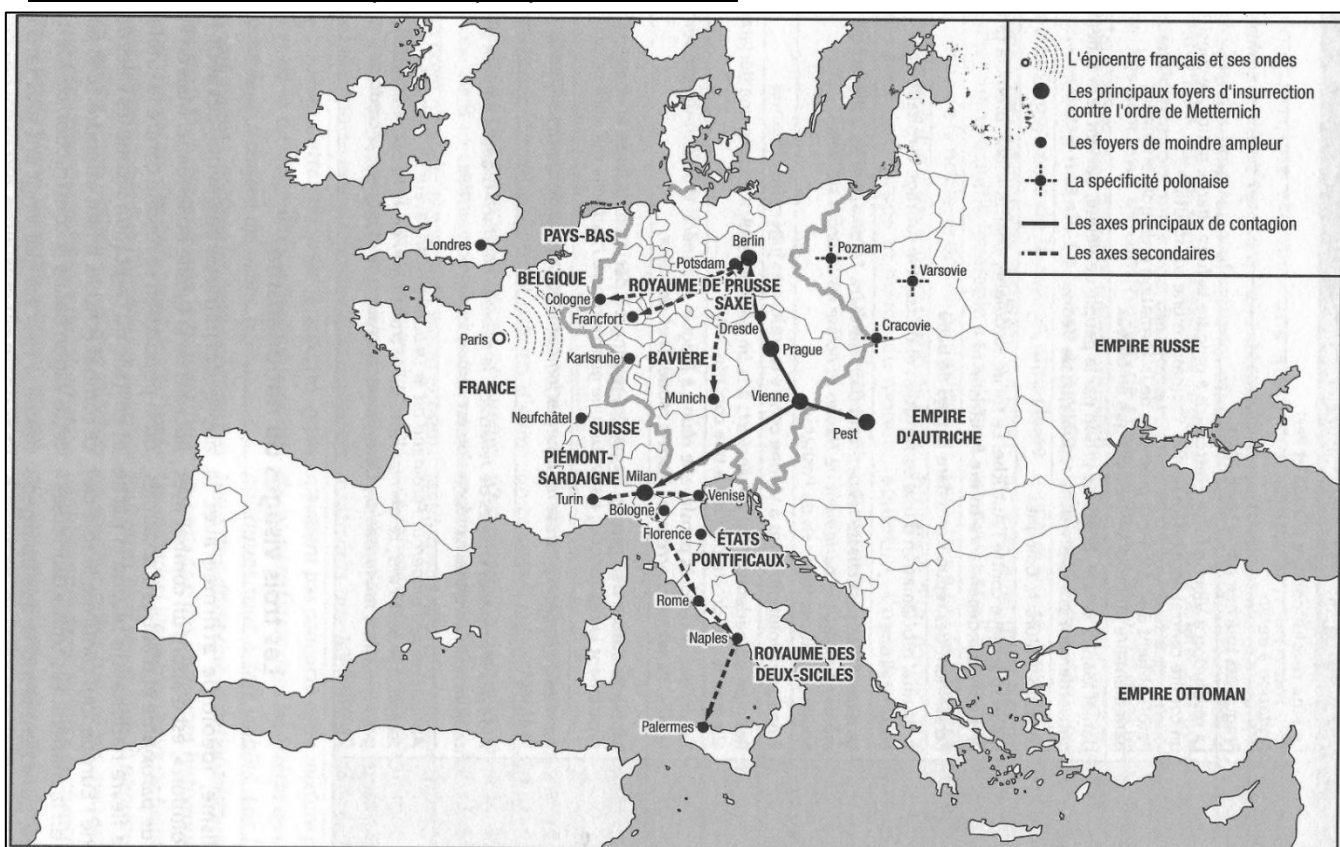 L'épicentre français et ses ondes
Les principaux foyers d'insurrection
contre l'ordre de Metternich
Les foyers de moindre ampleur
La spécificité polonaise
Les axes principaux de contagion
Les axes secondaires
Londres
PAYS-BAS
Berlin
Potsdam
Poznam
Varsovie
BELGIQUE
ROYAUME DE PRUSSE
SAXE
Cologne
Francfort
Dresde
Cracovie
Paris
Prague
EMPIRE RUSSE
Karlsruhe
BAVIÈRE
FRANCE
Munich
Vienne
Neufchâtel
SUISSE
Pest
EMPIRE
D'AUTRICHE
PIÉMONT-
SARDAIGNE
Milan
Turin
Venise
Bologne
Florence
ÉTATS
PONTIFICAUX
Rome
Naples
ROYAUME DES
DEUX-SICILES
EMPIRE OTTOMAN
Palermes